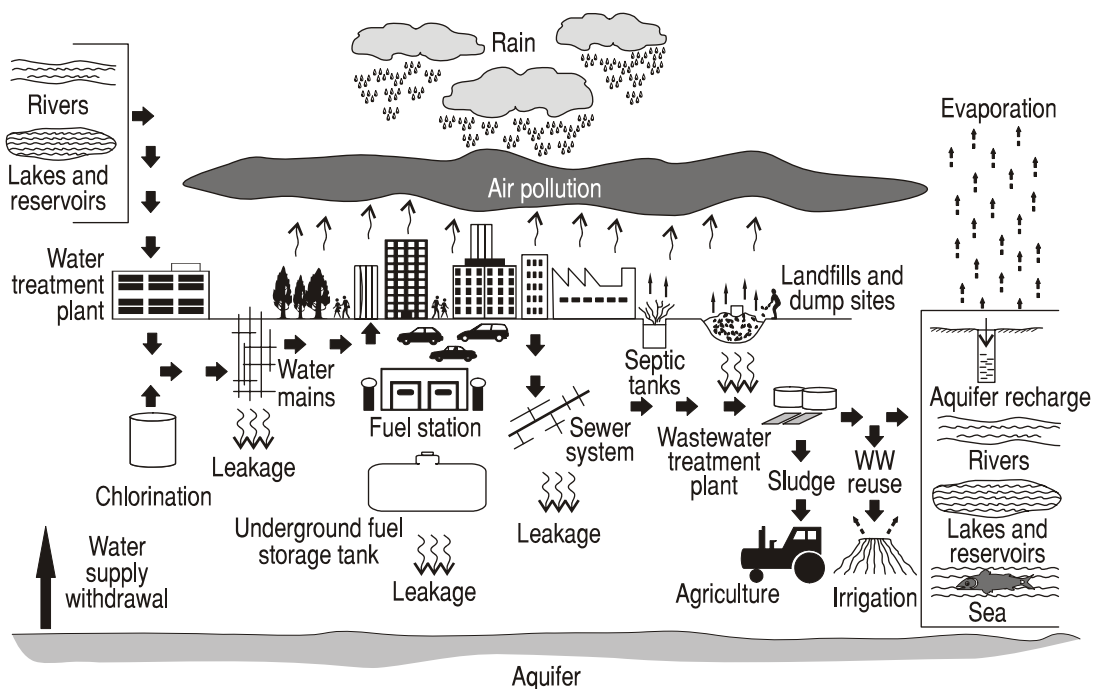 Rain
Rivers
Lakes and
reservoirs
Evaporation
Air pollution
Water
treatment
plant
Landfills and
dump sites
Water
mains
Septic
tanks
Fuel station
Aquifer recharge
Leakage
Sewer
system
Wastewater
treatment
plant
Rivers
Chlorination
Sludge
WW
reuse
Underground fuel
storage tank
Leakage
Lakes and
reservoirs
Water
supply
withdrawal
Leakage
Agriculture
Irrigation
Sea
Aquifer